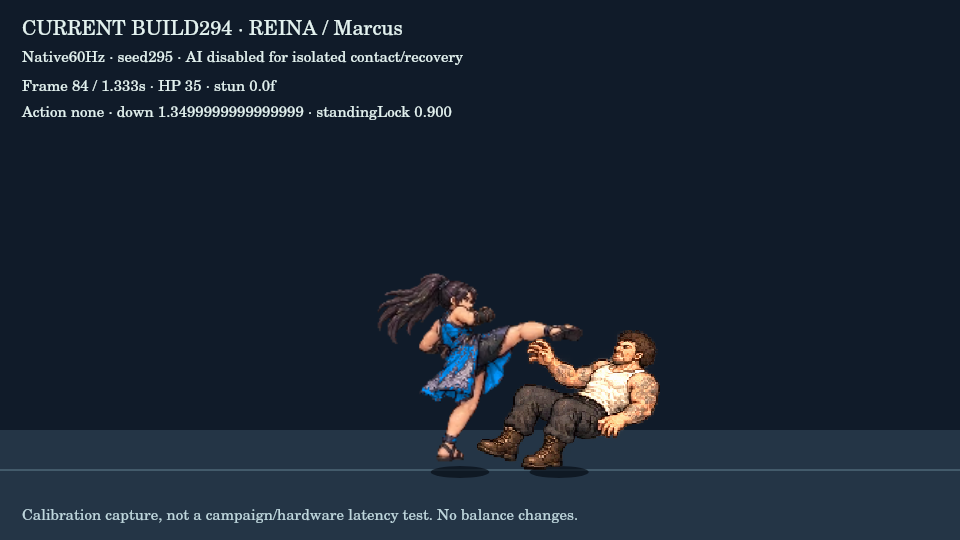 CURRENT BUILD294 · REINA / Marcus
Native60Hz · seed295 · AI disabled for isolated contact/recovery
Frame 84 / 1.333s · HP 35 · stun 0.0f
Action none · down 1.3499999999999999 · standingLock 0.900
Calibration capture, not a campaign/hardware latency test. No balance changes.